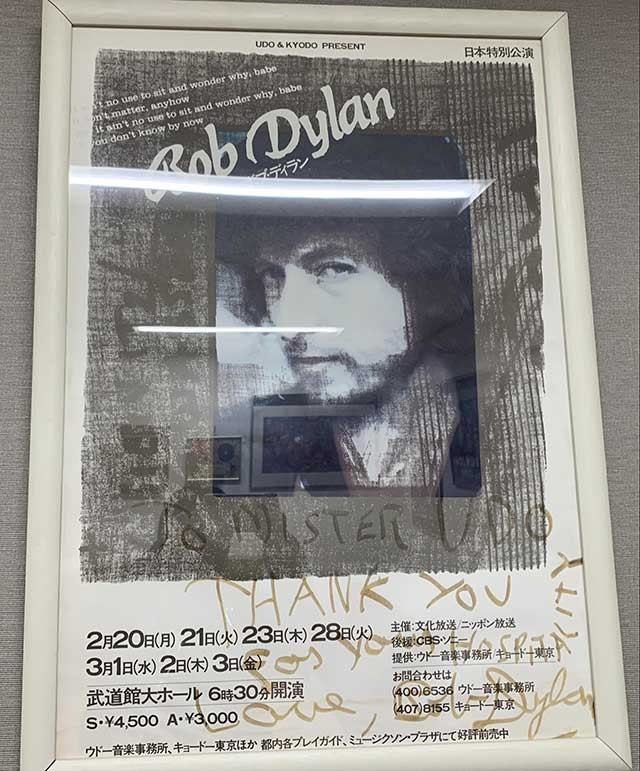 UDO & KYODO PRESENT
日本特別公演
no use to sit and wonder why, babe
matter, anyhow
it ain't no use to sit and wonder why, babe
ou don't know by now
Bob Dylan
ディラン
To MISTER UDO
THANK YOU
for your
HOSPITALITY
Love, Bob Dylan
2月20日(月) 21日(火) 23日(木) 28日(火)
3月1日(水) 2日(木) 3日(金)
武道館大ホール 6時30分開演
S・¥4,500 A・¥3,000
主催:文化放送/ニッポン放送
後援:CBS・ソニー
提供:ウドー音楽事務所/キョードー東京
お問合わせは
(400)6536 ウドー音楽事務所
(407)8155 キョードー東京
ウドー音楽事務所、キョードー東京ほか 都内各プレイガイド、ミュージクソン・プラザにて好評前売中